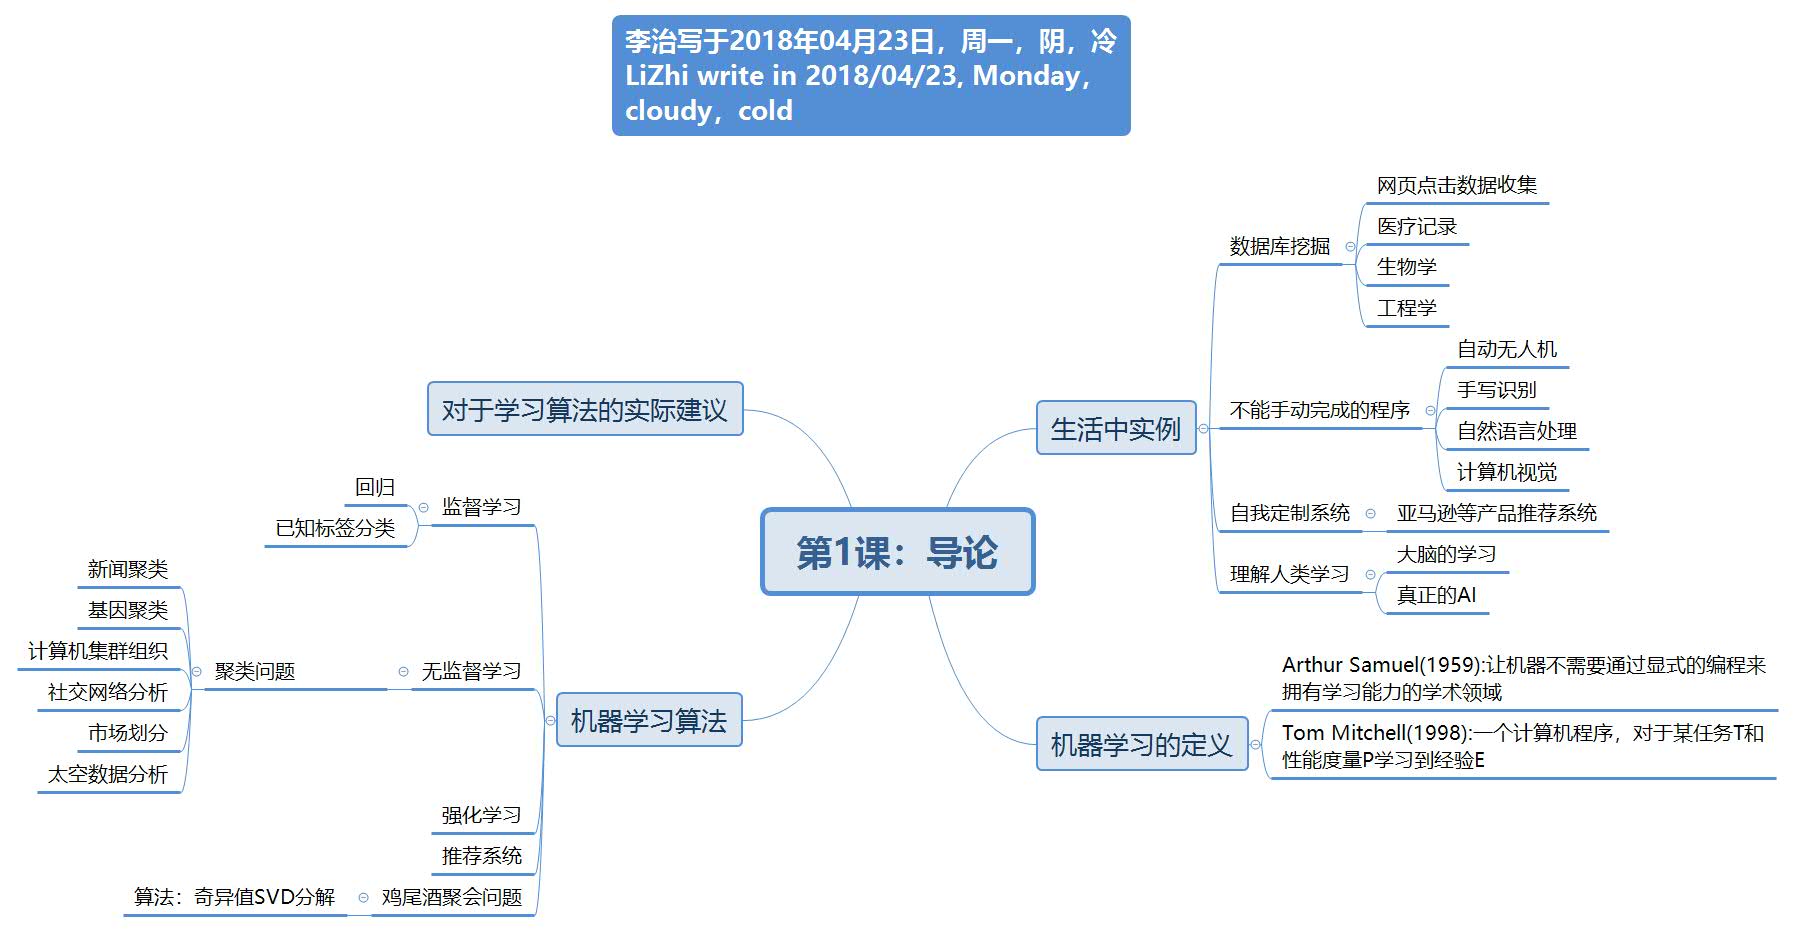 李治写于2018年04月23日，周一，阴，冷
LiZhi write in 2018/04/23, Monday，
cloudy，cold
第1课：导论
生活中实例
数据库挖掘
网页点击数据收集
医疗记录
生物学
工程学
不能手动完成的程序
自动无人机
手写识别
自然语言处理
计算机视觉
自我定制系统
亚马逊等产品推荐系统
理解人类学习
大脑的学习
真正的AI
机器学习的定义
Arthur Samuel(1959):让机器不需要通过显式的编程来
拥有学习能力的学术领域
Tom Mitchell(1998):一个计算机程序，对于某任务T和
性能度量P学习到经验E
对于学习算法的实际建议
机器学习算法
监督学习
回归
已知标签分类
无监督学习
聚类问题
新闻聚类
基因聚类
计算机集群组织
社交网络分析
市场划分
太空数据分析
强化学习
推荐系统
鸡尾酒聚会问题
算法：奇异值SVD分解